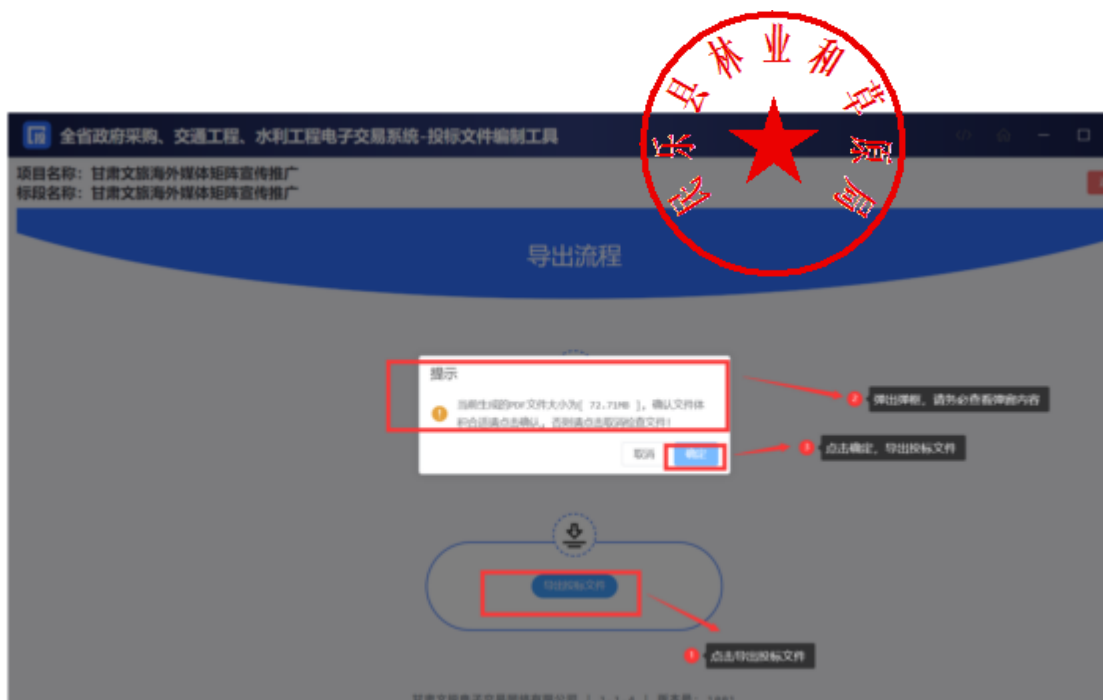 民乐县林业和草原局
全省政府采购、交通工程、水利工程电子交易系统-投标文件编制工具
项目名称：甘肃文旅海外媒体矩阵宣传推广
标段名称：甘肃文旅海外媒体矩阵宣传推广
导出流程
提示
当前生成的PDF文件大小为[ 72.71MB ]，确认文件体
积合适请点击确认，否则请点击取消检查文件！
取消 确定
2 弹出弹框，请务必查看弹窗内容
3 点击确定，导出投标文件
导出投标文件
1 点击导出投标文件